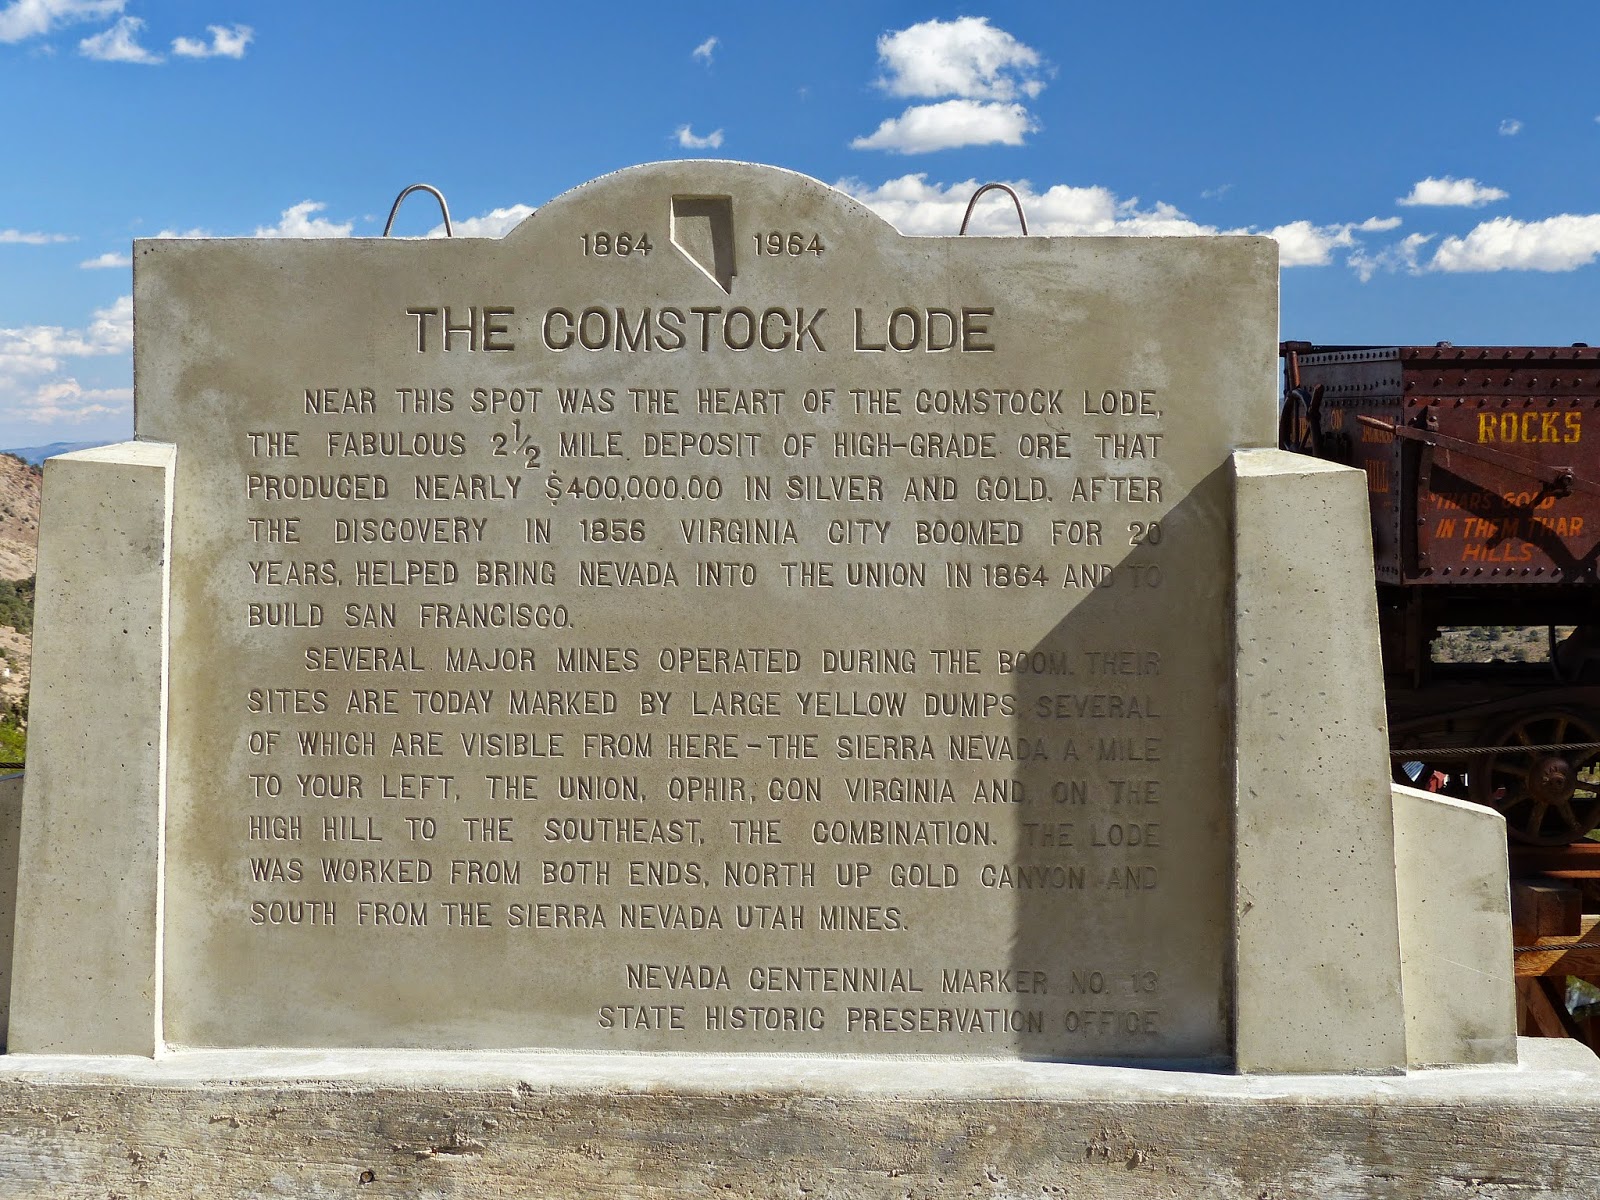 1864 1964
THE COMSTOCK LODE
NEAR THIS SPOT WAS THE HEART OF THE COMSTOCK LODE,
THE FABULOUS 2 1/2 MILE DEPOSIT OF HIGH-GRADE ORE THAT
PRODUCED NEARLY $400,000.00 IN SILVER AND GOLD. AFTER
THE DISCOVERY IN 1856 VIRGINIA CITY BOOMED FOR 20
YEARS, HELPED BRING NEVADA INTO THE UNION IN 1864 AND TO
BUILD SAN FRANCISCO.
SEVERAL MAJOR MINES OPERATED DURING THE BOOM. THEIR
SITES ARE TODAY MARKED BY LARGE YELLOW DUMPS, SEVERAL
OF WHICH ARE VISIBLE FROM HERE - THE SIERRA NEVADA A MILE
TO YOUR LEFT, THE UNION, OPHIR, CON VIRGINIA AND, ON THE
HIGH HILL TO THE SOUTHEAST, THE COMBINATION. THE LODE
WAS WORKED FROM BOTH ENDS, NORTH UP GOLD CANYON AND
SOUTH FROM THE SIERRA NEVADA UTAH MINES.
NEVADA CENTENNIAL MARKER NO. 13
STATE HISTORIC PRESERVATION OFFICE
ON
HILL
ROCKS
THAR'S GOLD
IN THEM THAR
HILLS